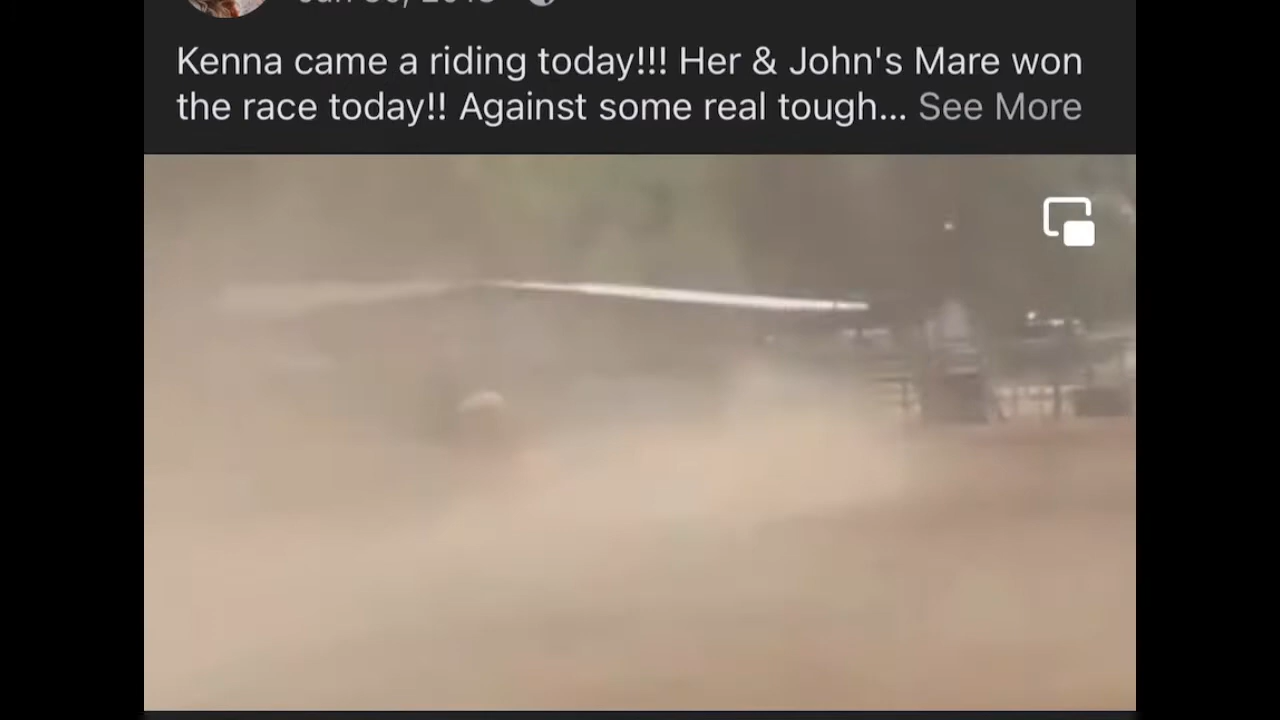 Kenna came a riding today!!! Her & John's Mare won
the race today!! Against some real tough... See More